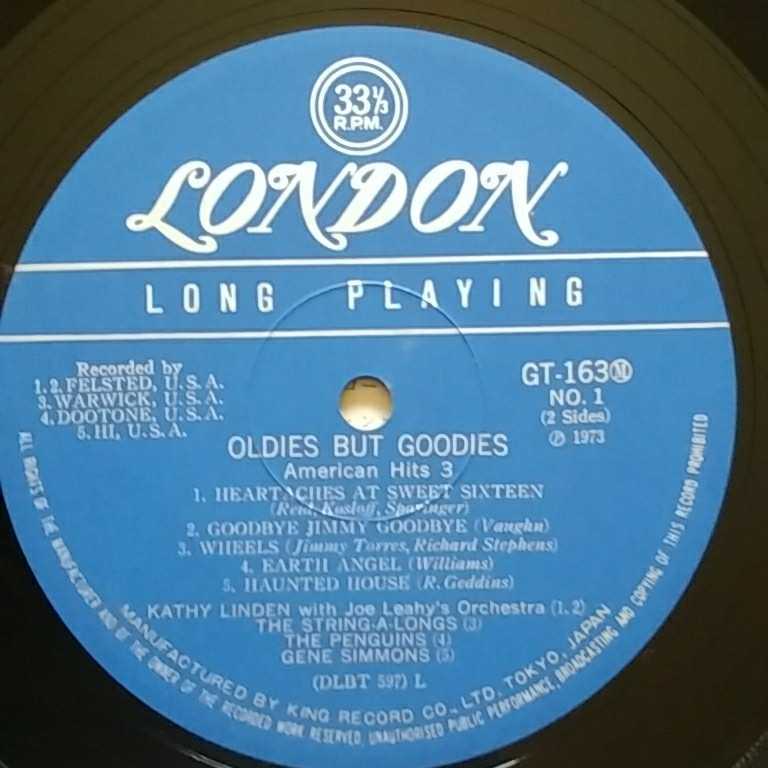 33⅓
R.P.M.
LONDON
LONG PLAYING
Recorded by
1.2. FELSTED, U.S.A.
3. WARWICK, U.S.A.
4. DOOTONE, U.S.A.
5. HI, U.S.A.
GT-163Ⓜ
NO. 1
(2 Sides)
Ⓟ 1973
OLDIES BUT GOODIES
American Hits 3
1. HEARTACHES AT SWEET SIXTEEN
(Reid, Kosloff, Sporinger)
2. GOODBYE JIMMY GOODBYE (Vaughn)
3. WHEELS (Jimmy Torres, Richard Stephens)
4. EARTH ANGEL (Williams)
5. HAUNTED HOUSE (R. Geddins)
KATHY LINDEN with Joe Leahy's Orchestra (1, 2)
THE STRING-A-LONGS (3)
THE PENGUINS (4)
GENE SIMMONS (5)
(DLBT 597) L
MANUFACTURED BY KING RECORD CO., LTD. TOKYO, JAPAN
ALL RIGHTS OF THE MANUFACTURER AND OF THE OWNER OF THE RECORDED WORK RESERVED. UNAUTHORISED PUBLIC PERFORMANCE, BROADCASTING AND COPYING OF THIS RECORD PROHIBITED